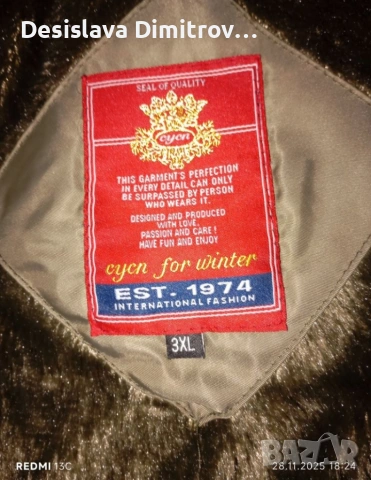 Desislava Dimitrov...
SEAL OF QUALITY
cycn
THIS GARMENT'S PERFECTION
IN EVERY DETAIL CAN ONLY
BE SURPASSED BY PERSON
WHO WEARS IT.
DESIGNED AND PRODUCED
WITH LOVE,
PASSION AND CARE!
HAVE FUN AND ENJOY
cycn for winter
EST. 1974
INTERNATIONAL FASHION
3XL
REDMI 13C
BAZAR
28.11.2025 18:24